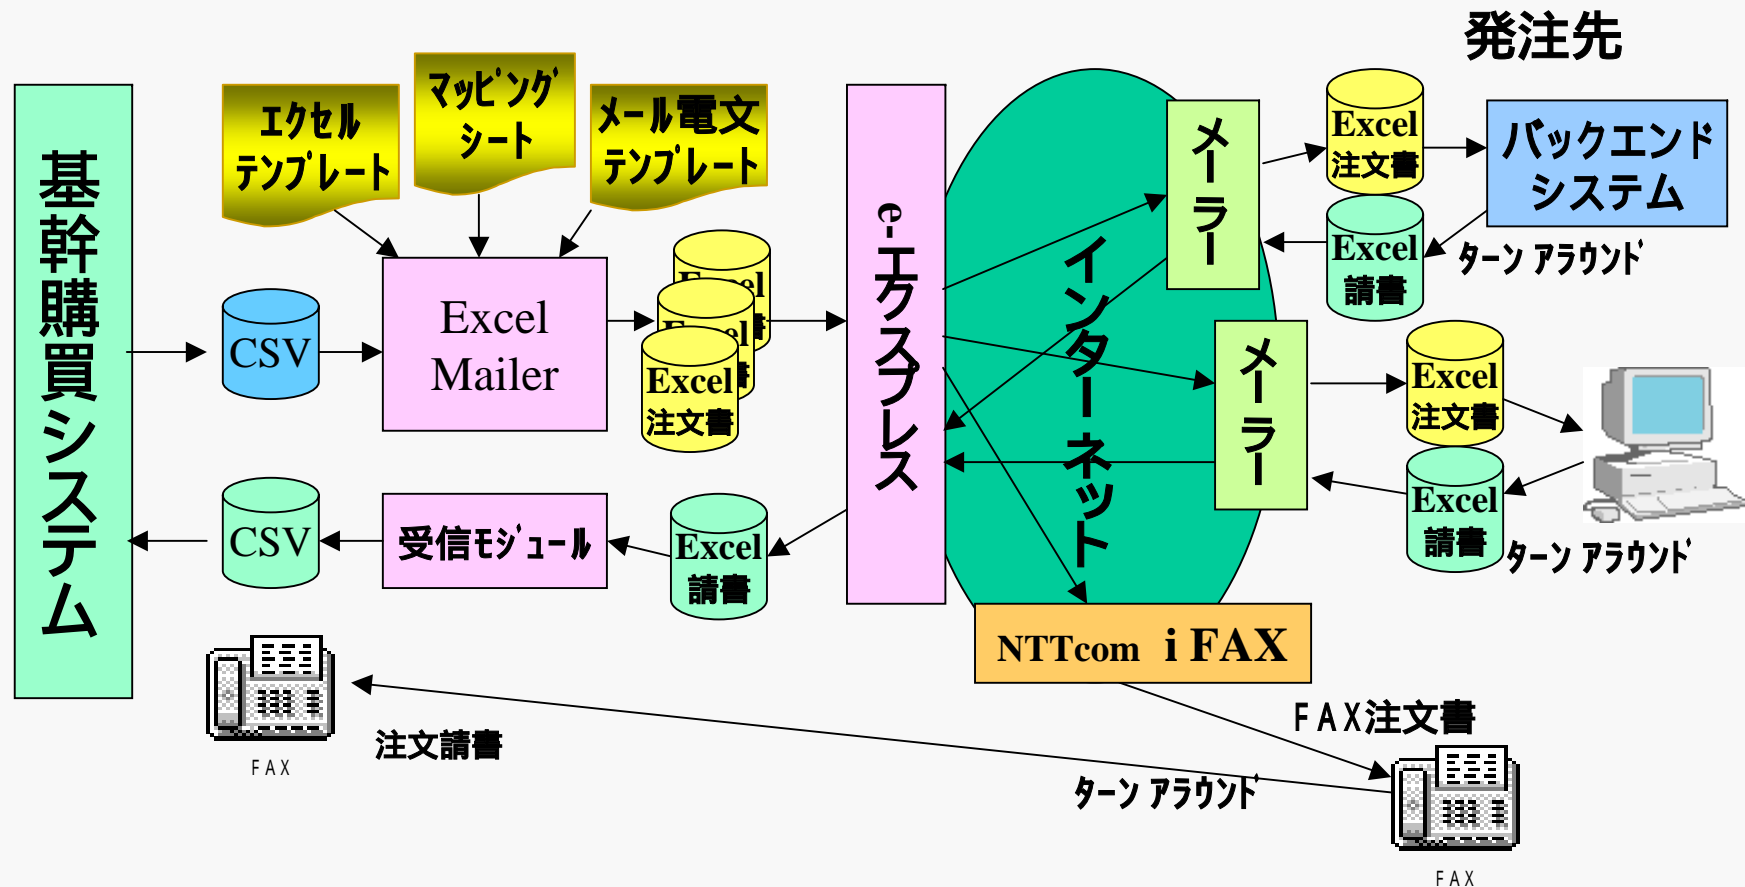 発注先
基幹購買システム
エクセル
テンプレート
マッピング
シート
メール電文
テンプレート
CSV
Excel
Mailer
Excel
Excel
Excel
注文書
e-エクスプレス
インターネット
メーラー
Excel
注文書
バックエンド
システム
Excel
請書
ターン アラウンド
メーラー
Excel
注文書
Excel
請書
ターン アラウンド
CSV
受信モジュール
Excel
請書
NTTcom i FAX
ＦＡＸ注文書
注文請書
ＦＡＸ
ターン アラウンド
ＦＡＸ